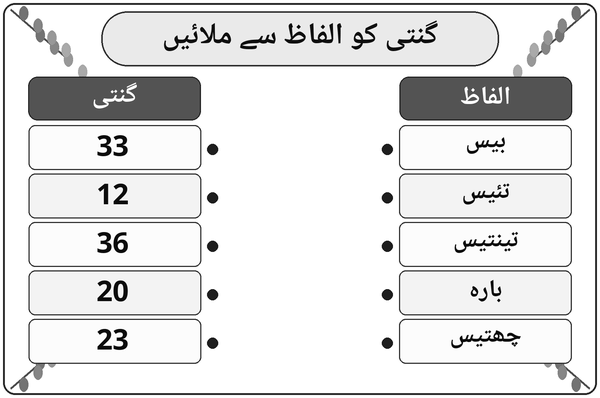 گنتی کو الفاظ سے ملائیں
الفاظ
گنتی
بیس
33
تئیس
12
تینتیس
36
بارہ
20
چھتیس
23